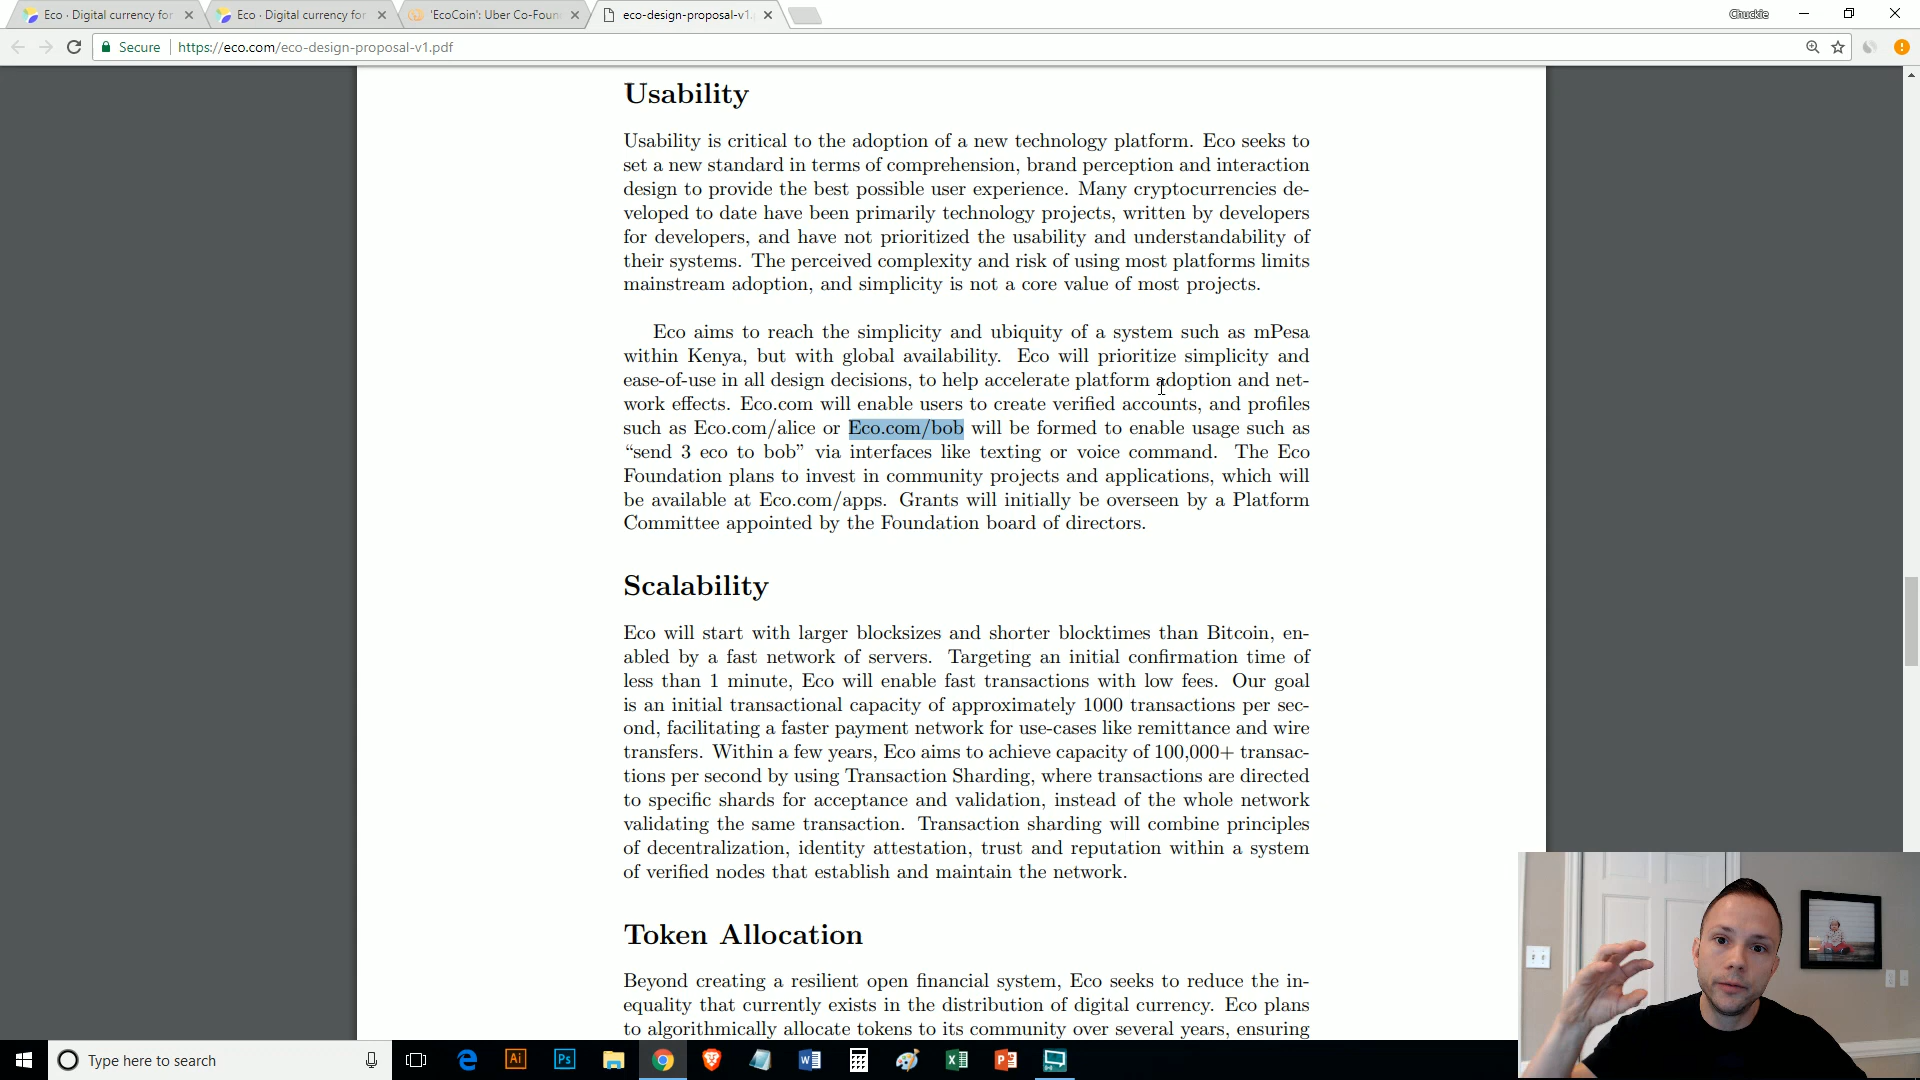 Eco · Digital currency for
Eco · Digital currency for
'EcoCoin': Uber Co-Foun
eco-design-proposal-v1.
Chuckie
Secure
https://eco.com/eco-design-proposal-v1.pdf
Usability
Usability is critical to the adoption of a new technology platform. Eco seeks to
set a new standard in terms of comprehension, brand perception and interaction
design to provide the best possible user experience. Many cryptocurrencies de-
veloped to date have been primarily technology projects, written by developers
for developers, and have not prioritized the usability and understandability of
their systems. The perceived complexity and risk of using most platforms limits
mainstream adoption, and simplicity is not a core value of most projects.
Eco aims to reach the simplicity and ubiquity of a system such as mPesa
within Kenya, but with global availability. Eco will prioritize simplicity and
ease-of-use in all design decisions, to help accelerate platform adoption and net-
work effects. Eco.com will enable users to create verified accounts, and profiles
such as Eco.com/alice or Eco.com/bob will be formed to enable usage such as
“send 3 eco to bob” via interfaces like texting or voice command. The Eco
Foundation plans to invest in community projects and applications, which will
be available at Eco.com/apps. Grants will initially be overseen by a Platform
Committee appointed by the Foundation board of directors.
Scalability
Eco will start with larger blocksizes and shorter blocktimes than Bitcoin, en-
abled by a fast network of servers. Targeting an initial confirmation time of
less than 1 minute, Eco will enable fast transactions with low fees. Our goal
is an initial transactional capacity of approximately 1000 transactions per sec-
ond, facilitating a faster payment network for use-cases like remittance and wire
transfers. Within a few years, Eco aims to achieve capacity of 100,000+ transac-
tions per second by using Transaction Sharding, where transactions are directed
to specific shards for acceptance and validation, instead of the whole network
validating the same transaction. Transaction sharding will combine principles
of decentralization, identity attestation, trust and reputation within a system
of verified nodes that establish and maintain the network.
Token Allocation
Beyond creating a resilient open financial system, Eco seeks to reduce the in-
equality that currently exists in the distribution of digital currency. Eco plans
to algorithmically allocate tokens to its community over several years, ensuring
Type here to search
Ai
Ps